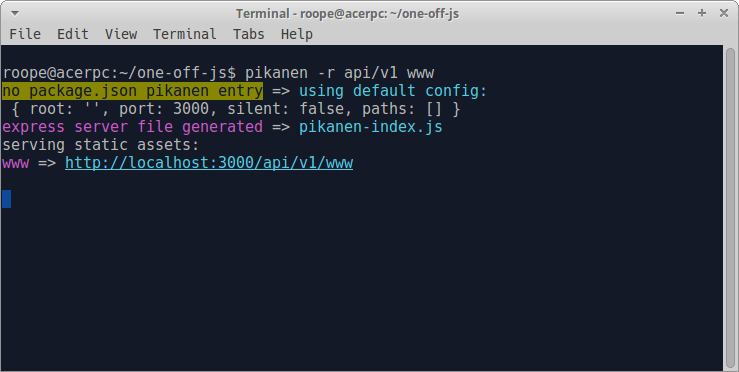 Terminal - roope@acerpc: ~/one-off-js
File Edit View Terminal Tabs Help
roope@acerpc:~/one-off-js$ pikanen -r api/v1 www
no package.json pikanen entry => using default config:
 { root: '', port: 3000, silent: false, paths: [] }
express server file generated => pikanen-index.js
serving static assets:
www => http://localhost:3000/api/v1/www